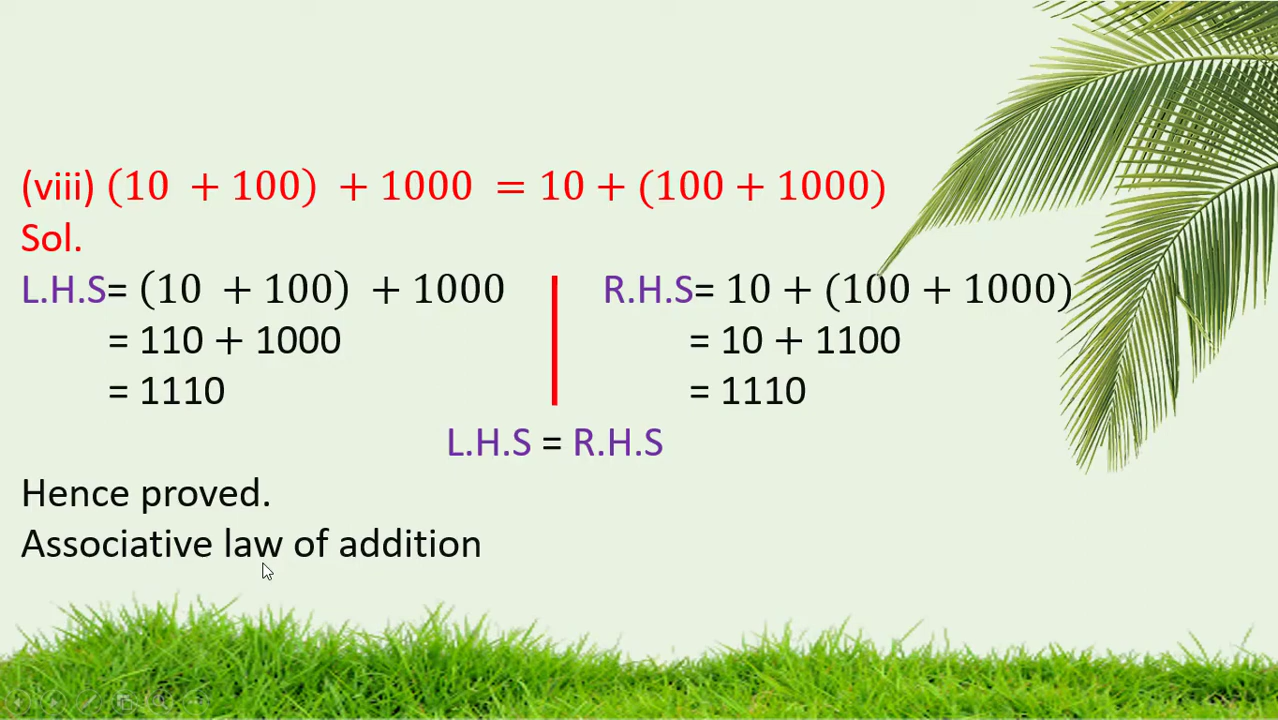 (viii) (10 + 100) + 1000 = 10 + (100 + 1000)
Sol.
L.H.S= (10 + 100) + 1000
= 110 + 1000
= 1110
R.H.S= 10 + (100 + 1000)
= 10 + 1100
= 1110
L.H.S = R.H.S
Hence proved.
Associative law of addition